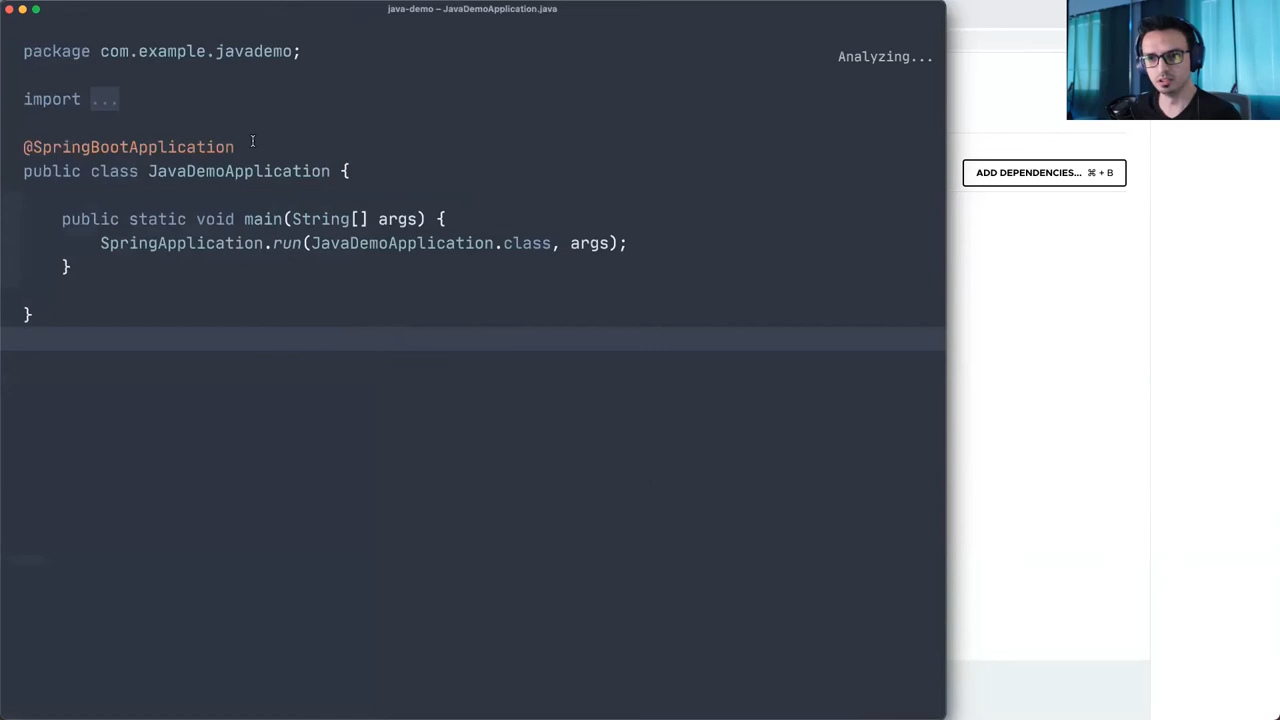 java-demo – JavaDemoApplication.java
package com.example.javademo;
Analyzing...
import ...
@SpringBootApplication
public class JavaDemoApplication {
public static void main(String[] args) {
SpringApplication.run(JavaDemoApplication.class, args);
}
}
ADD DEPENDENCIES... ⌘ + B